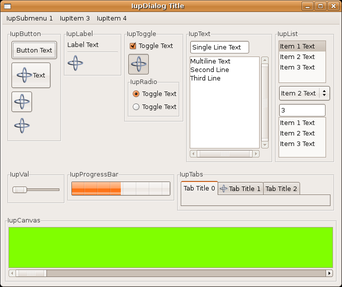 IupDialog Title
IupSubmenu 1 IupItem 3 IupItem 4
IupButton
Button Text
Text
IupLabel
Label Text
IupToggle
Toggle Text
IupRadio
Toggle Text
Toggle Text
IupText
Single Line Text
Multiline Text
Second Line
Third Line
IupList
Item 1 Text
Item 2 Text
Item 3 Text
Item 2 Text
3
Item 1 Text
Item 2 Text
Item 3 Text
IupVal
IupProgressBar
IupTabs
Tab Title 0 Tab Title 1 Tab Title 2
IupCanvas